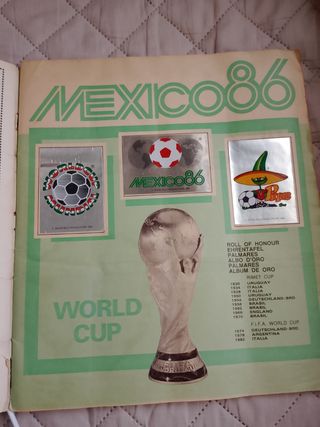 MEXICO86
MEXICO86
Pique
WORLD
CUP
ROLL OF HONOUR
EHRENTAFEL
PALMARES
ALBO D'ORO
PALMARES
ALBUM DE ORO
RIMET CUP
1930 URUGUAY
1934 ITALIA
1938 ITALIA
1950 URUGUAY
1954 DEUTSCHLAND-BRD
1958 BRASIL
1962 BRASIL
1966 ENGLAND
1970 BRASIL
F.I.F.A. WORLD CUP
1974 DEUTSCHLAND-BRD
1978 ARGENTINA
1982 ITALIA